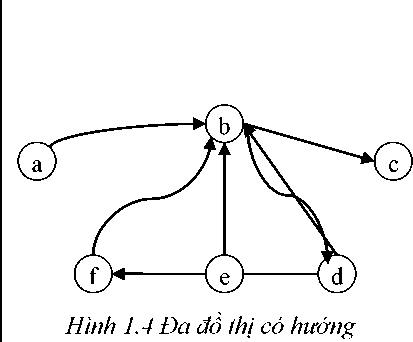 b
a
c
f
e
d
Hình 1.4 Đa đồ thị có hướng